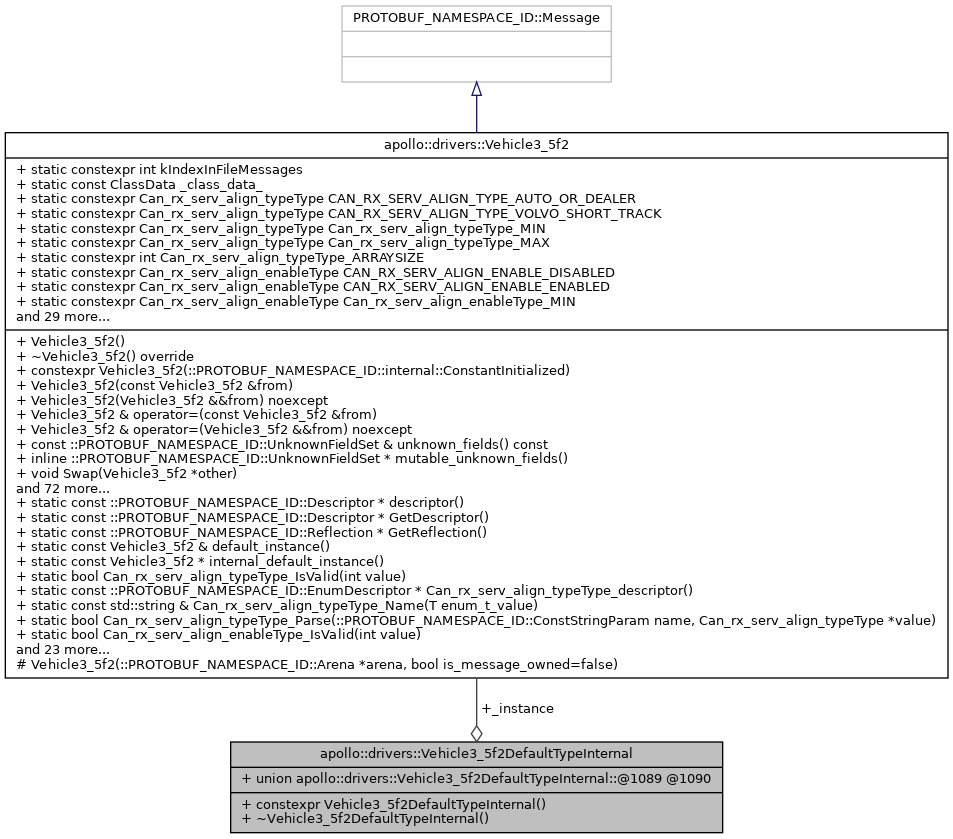 PROTOBUF_NAMESPACE_ID::Message
apollo::drivers::Vehicle3_5f2
+ static constexpr int kIndexInFileMessages
+ static const ClassData _class_data_
+ static constexpr Can_rx_serv_align_typeType CAN_RX_SERV_ALIGN_TYPE_AUTO_OR_DEALER
+ static constexpr Can_rx_serv_align_typeType CAN_RX_SERV_ALIGN_TYPE_VOLVO_SHORT_TRACK
+ static constexpr Can_rx_serv_align_typeType Can_rx_serv_align_typeType_MIN
+ static constexpr Can_rx_serv_align_typeType Can_rx_serv_align_typeType_MAX
+ static constexpr int Can_rx_serv_align_typeType_ARRAYSIZE
+ static constexpr Can_rx_serv_align_enableType CAN_RX_SERV_ALIGN_ENABLE_DISABLED
+ static constexpr Can_rx_serv_align_enableType CAN_RX_SERV_ALIGN_ENABLE_ENABLED
+ static constexpr Can_rx_serv_align_enableType Can_rx_serv_align_enableType_MIN
and 29 more...
+ Vehicle3_5f2()
+ ~Vehicle3_5f2() override
+ constexpr Vehicle3_5f2(::PROTOBUF_NAMESPACE_ID::internal::ConstantInitialized)
+ Vehicle3_5f2(const Vehicle3_5f2 &from)
+ Vehicle3_5f2(Vehicle3_5f2 &&from) noexcept
+ Vehicle3_5f2 & operator=(const Vehicle3_5f2 &from)
+ Vehicle3_5f2 & operator=(Vehicle3_5f2 &&from) noexcept
+ const ::PROTOBUF_NAMESPACE_ID::UnknownFieldSet & unknown_fields() const
+ inline ::PROTOBUF_NAMESPACE_ID::UnknownFieldSet * mutable_unknown_fields()
+ void Swap(Vehicle3_5f2 *other)
and 72 more...
+ static const ::PROTOBUF_NAMESPACE_ID::Descriptor * descriptor()
+ static const ::PROTOBUF_NAMESPACE_ID::Descriptor * GetDescriptor()
+ static const ::PROTOBUF_NAMESPACE_ID::Reflection * GetReflection()
+ static const Vehicle3_5f2 & default_instance()
+ static const Vehicle3_5f2 * internal_default_instance()
+ static bool Can_rx_serv_align_typeType_IsValid(int value)
+ static const ::PROTOBUF_NAMESPACE_ID::EnumDescriptor * Can_rx_serv_align_typeType_descriptor()
+ static const std::string & Can_rx_serv_align_typeType_Name(T enum_t_value)
+ static bool Can_rx_serv_align_typeType_Parse(::PROTOBUF_NAMESPACE_ID::ConstStringParam name, Can_rx_serv_align_typeType *value)
+ static bool Can_rx_serv_align_enableType_IsValid(int value)
and 23 more...
# Vehicle3_5f2(::PROTOBUF_NAMESPACE_ID::Arena *arena, bool is_message_owned=false)
+_instance
apollo::drivers::Vehicle3_5f2DefaultTypeInternal
+ union apollo::drivers::Vehicle3_5f2DefaultTypeInternal::@1089 @1090
+ constexpr Vehicle3_5f2DefaultTypeInternal()
+ ~Vehicle3_5f2DefaultTypeInternal()